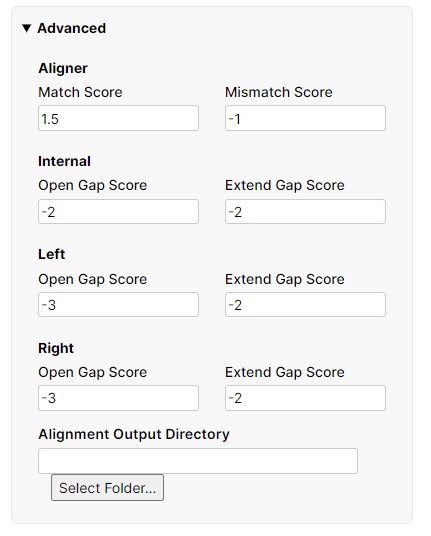 ▼ Advanced
Aligner
Match Score Mismatch Score
1.5 -1
Internal
Open Gap Score Extend Gap Score
-2 -2
Left
Open Gap Score Extend Gap Score
-3 -2
Right
Open Gap Score Extend Gap Score
-3 -2
Alignment Output Directory
Select Folder...